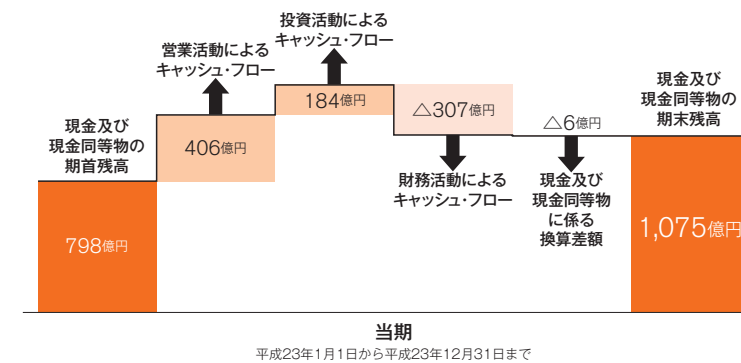 現金及び
現金同等物の
期首残高
798億円
営業活動による
キャッシュ・フロー
406億円
投資活動による
キャッシュ・フロー
184億円
△307億円
財務活動による
キャッシュ・フロー
△6億円
現金及び
現金同等物
に係る
換算差額
現金及び
現金同等物の
期末残高
1,075億円
当期
平成23年1月1日から平成23年12月31日まで